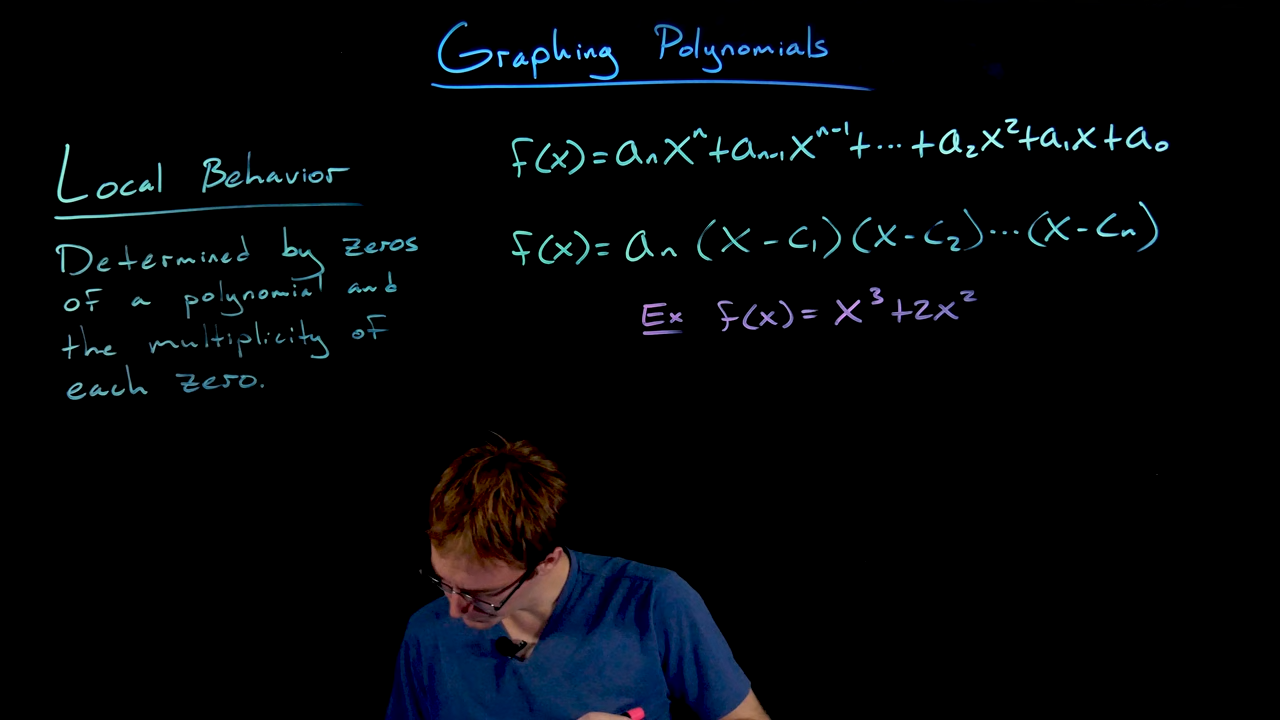 Graphing Polynomials
Local Behavior
Determined by zeros
of a polynomial and
the multiplicity of
each zero.
f(x)=aₙxⁿ+aₙ₋₁xⁿ⁻¹+⋯+a₂x²+a₁x+a₀
f(x)=aₙ(x-c₁)(x-c₂)⋯(x-cₙ)
Ex f(x)=x³+2x²